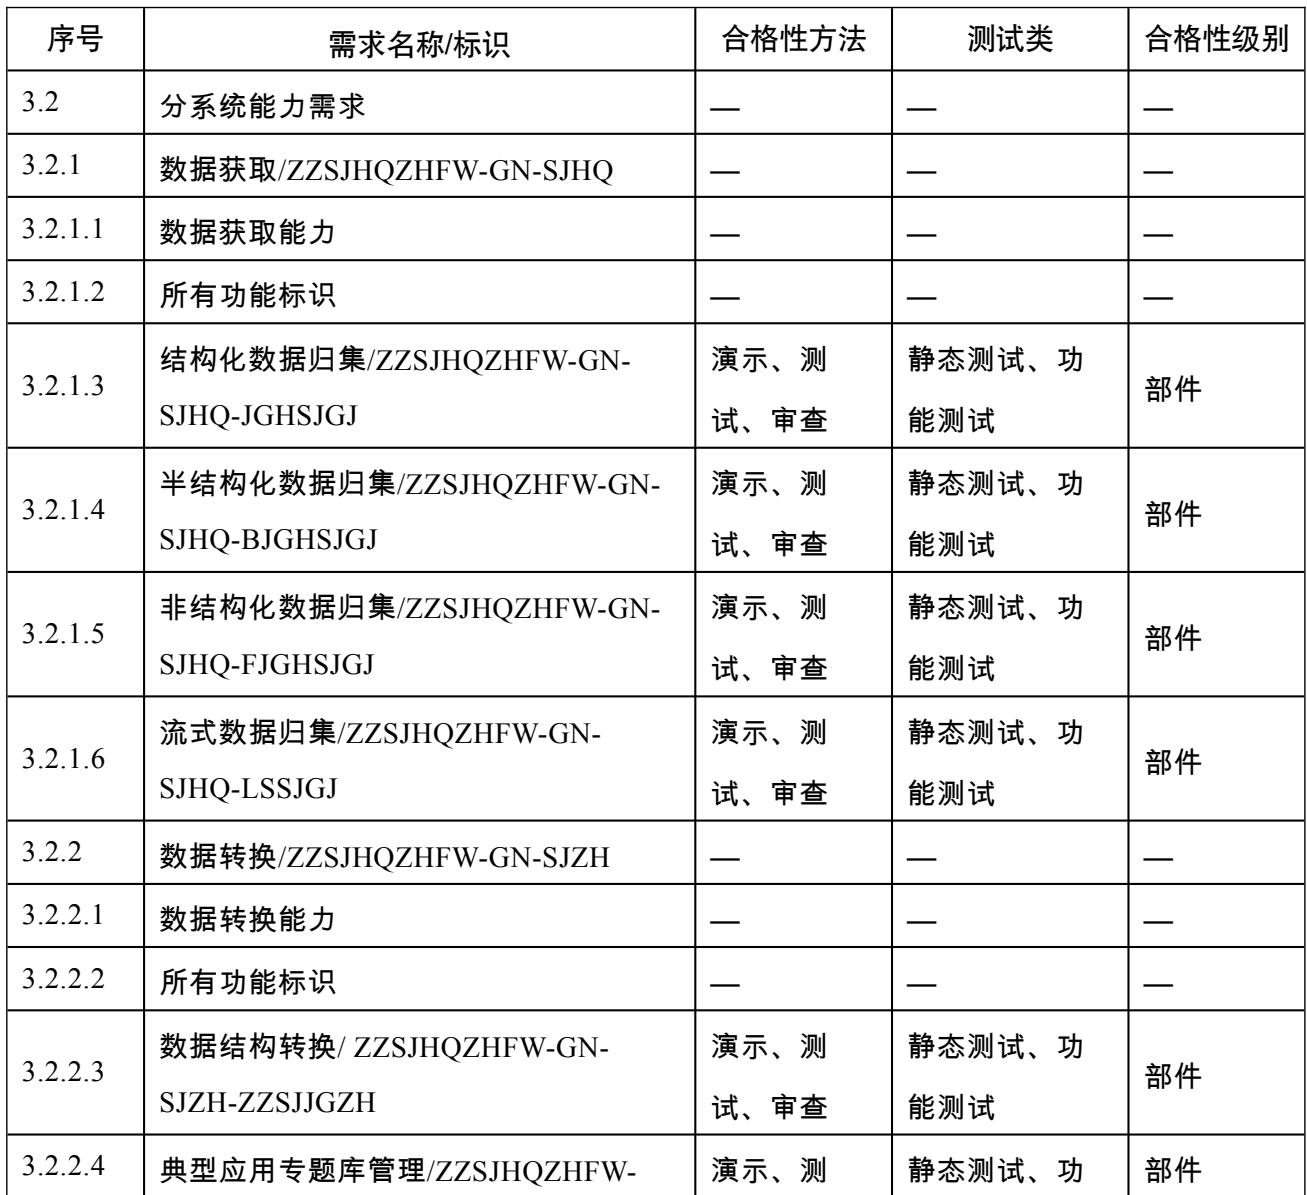 序号 需求名称/标识 合格性方法 测试类 合格性级别
3.2 分系统能力需求 — — —
3.2.1 数据获取/ZZSJHQZHFW-GN-SJHQ — — —
3.2.1.1 数据获取能力 — — —
3.2.1.2 所有功能标识 — — —
3.2.1.3 结构化数据归集/ZZSJHQZHFW-GN- 演示、测 静态测试、功 部件
SJHQ-JGHSJGJ 试、审查 能测试
3.2.1.4 半结构化数据归集/ZZSJHQZHFW-GN- 演示、测 静态测试、功 部件
SJHQ-BJGHSJGJ 试、审查 能测试
3.2.1.5 非结构化数据归集/ZZSJHQZHFW-GN- 演示、测 静态测试、功 部件
SJHQ-FJGHSJGJ 试、审查 能测试
3.2.1.6 流式数据归集/ZZSJHQZHFW-GN- 演示、测 静态测试、功 部件
SJHQ-LSSJGJ 试、审查 能测试
3.2.2 数据转换/ZZSJHQZHFW-GN-SJZH — — —
3.2.2.1 数据转换能力 — — —
3.2.2.2 所有功能标识 — — —
3.2.2.3 数据结构转换/ ZZSJHQZHFW-GN- 演示、测 静态测试、功 部件
SJZH-ZZSJJGZH 试、审查 能测试
3.2.2.4 典型应用专题库管理/ZZSJHQZHFW- 演示、测 静态测试、功 部件